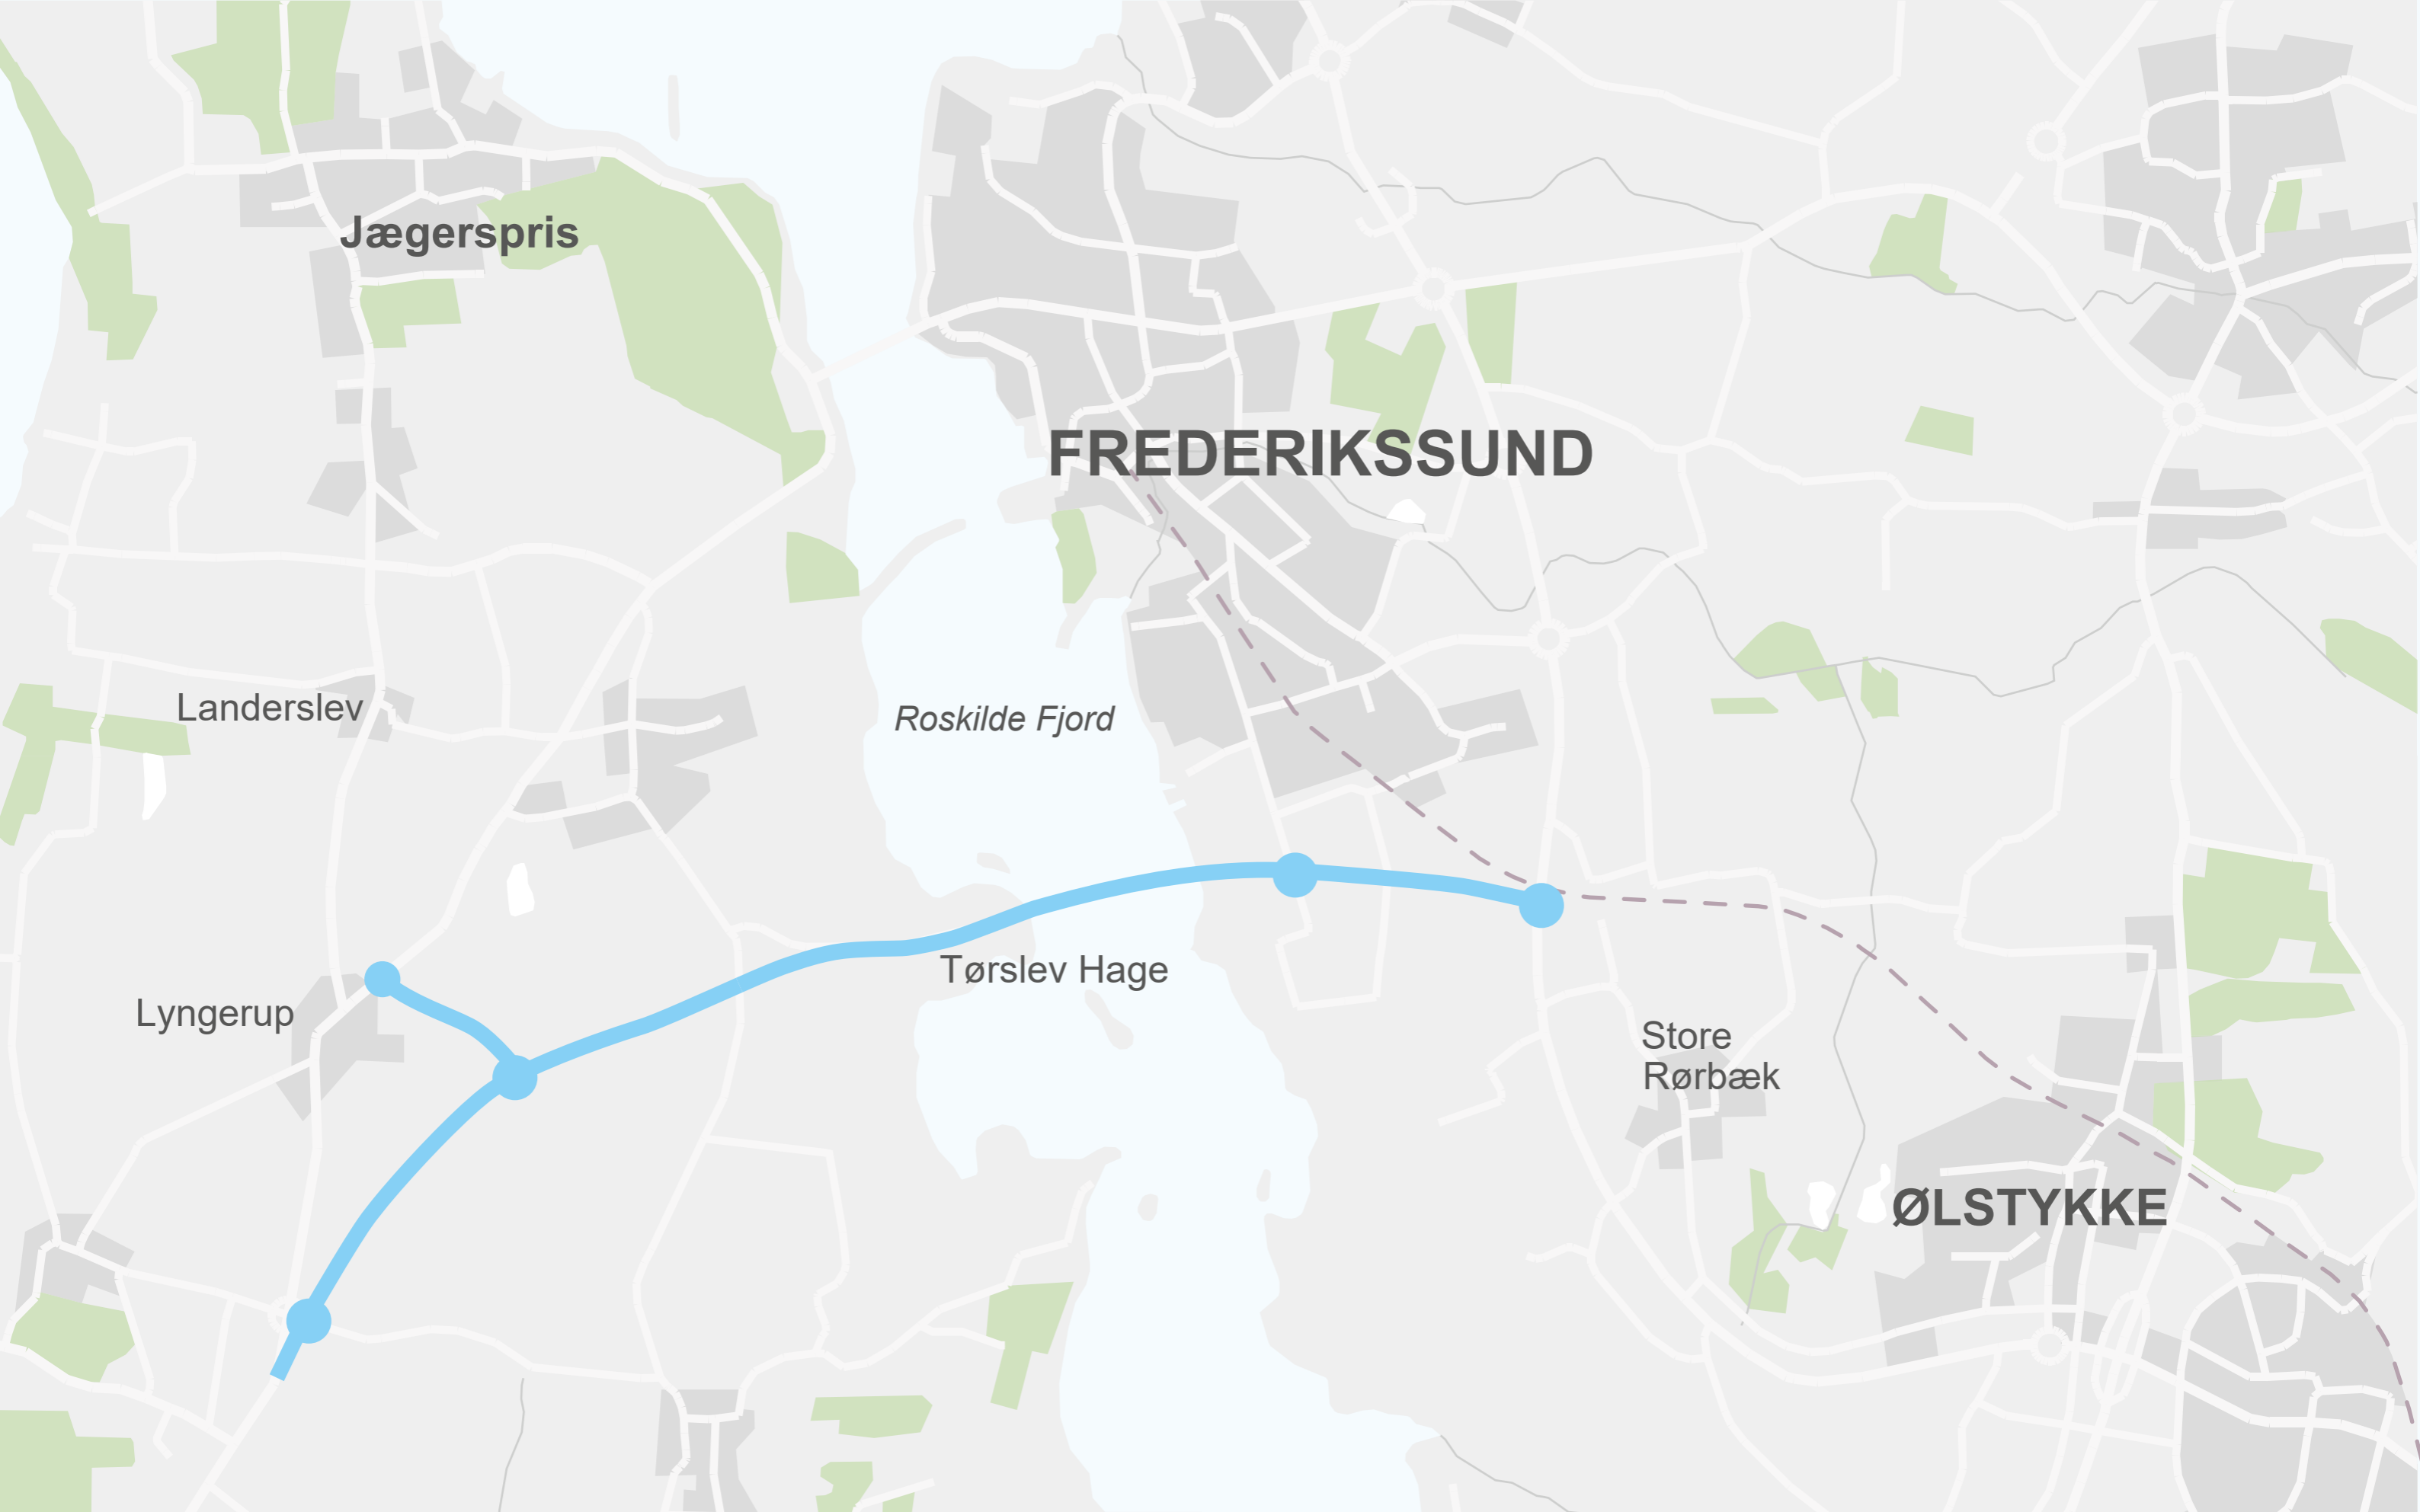 Jægerspris
FREDERIKSSUND
Landerslev
Roskilde Fjord
Tørslev Hage
Lyngerup
Store
Rørbæk
ØLSTYKKE